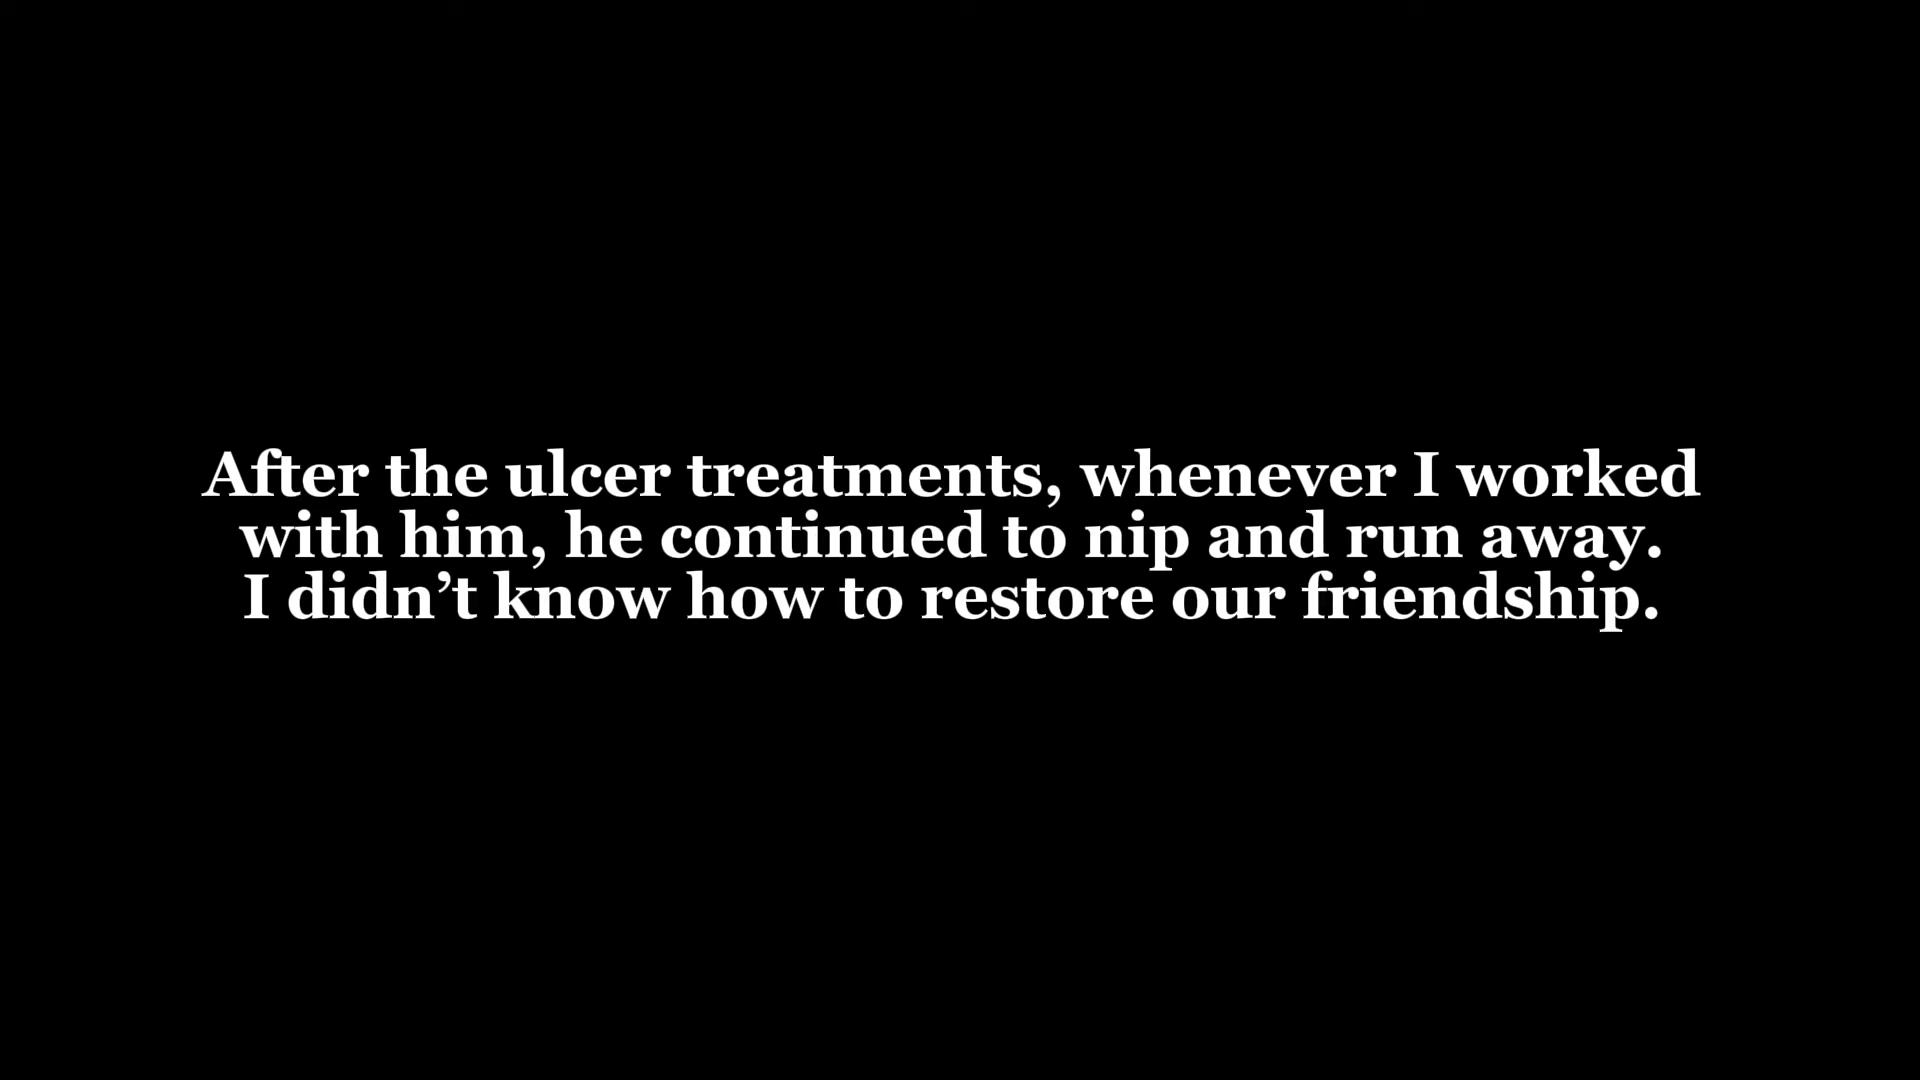 After the ulcer treatments, whenever I worked
with him, he continued to nip and run away.
I didn’t know how to restore our friendship.